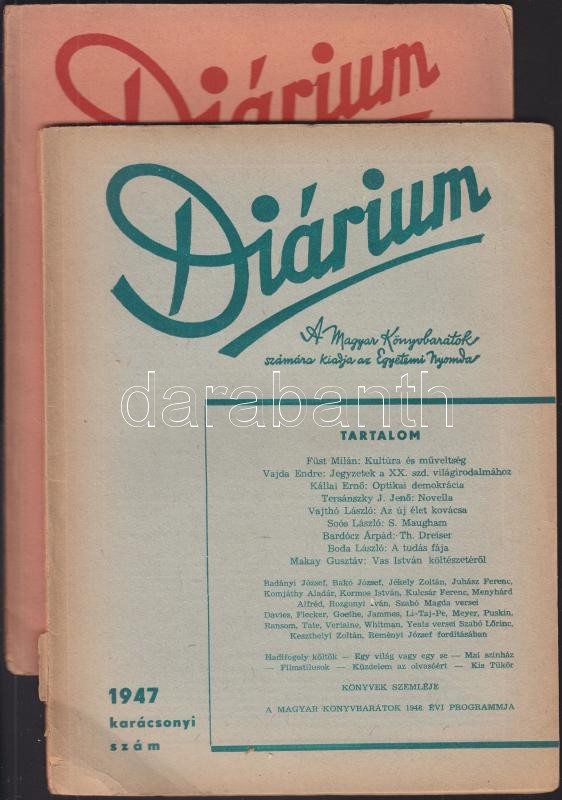 Diárium
Diárium
A Magyar Könyvbarátok
számára kiadja az Egyetemi Nyomda
darabanth
TARTALOM
Füst Milán: Kultúra és műveltség
Vajda Endre: Jegyzetek a XX. szd. világirodalmához
Kállai Ernő: Optikai demokrácia
Tersánszky J. Jenő: Novella
Vajthó László: Az új élet kovácsa
Soós László: S. Maugham
Bardócz Árpád: Th. Dreiser
Boda László: A tudás fája
Makay Gusztáv: Vas István költészetéről
Badányi József, Bakó József, Jékely Zoltán, Juhász Ferenc,
Komjáthy Aladár, Kormos István, Kulcsár Ferenc, Menyhárd
Alfréd, Rozgonyi Iván, Szabó Magda versei
Davies, Flecker, Goethe, Jammes, Li-Taj-Pe, Meyer, Puskin,
Ransom, Tate, Verlaine, Whitman, Yeats versei Szabó Lőrinc,
Keszthelyi Zoltán, Reményi József fordításában
Hadifogoly költők — Egy világ vagy egy se — Mai színház
— Filmstílusok — Küzdelem az olvasóért — Kis Tükör
KÖNYVEK SZEMLÉJE
A MAGYAR KÖNYVBARÁTOK 1948. ÉVI PROGRAMMJA
1947
karácsonyi
szám